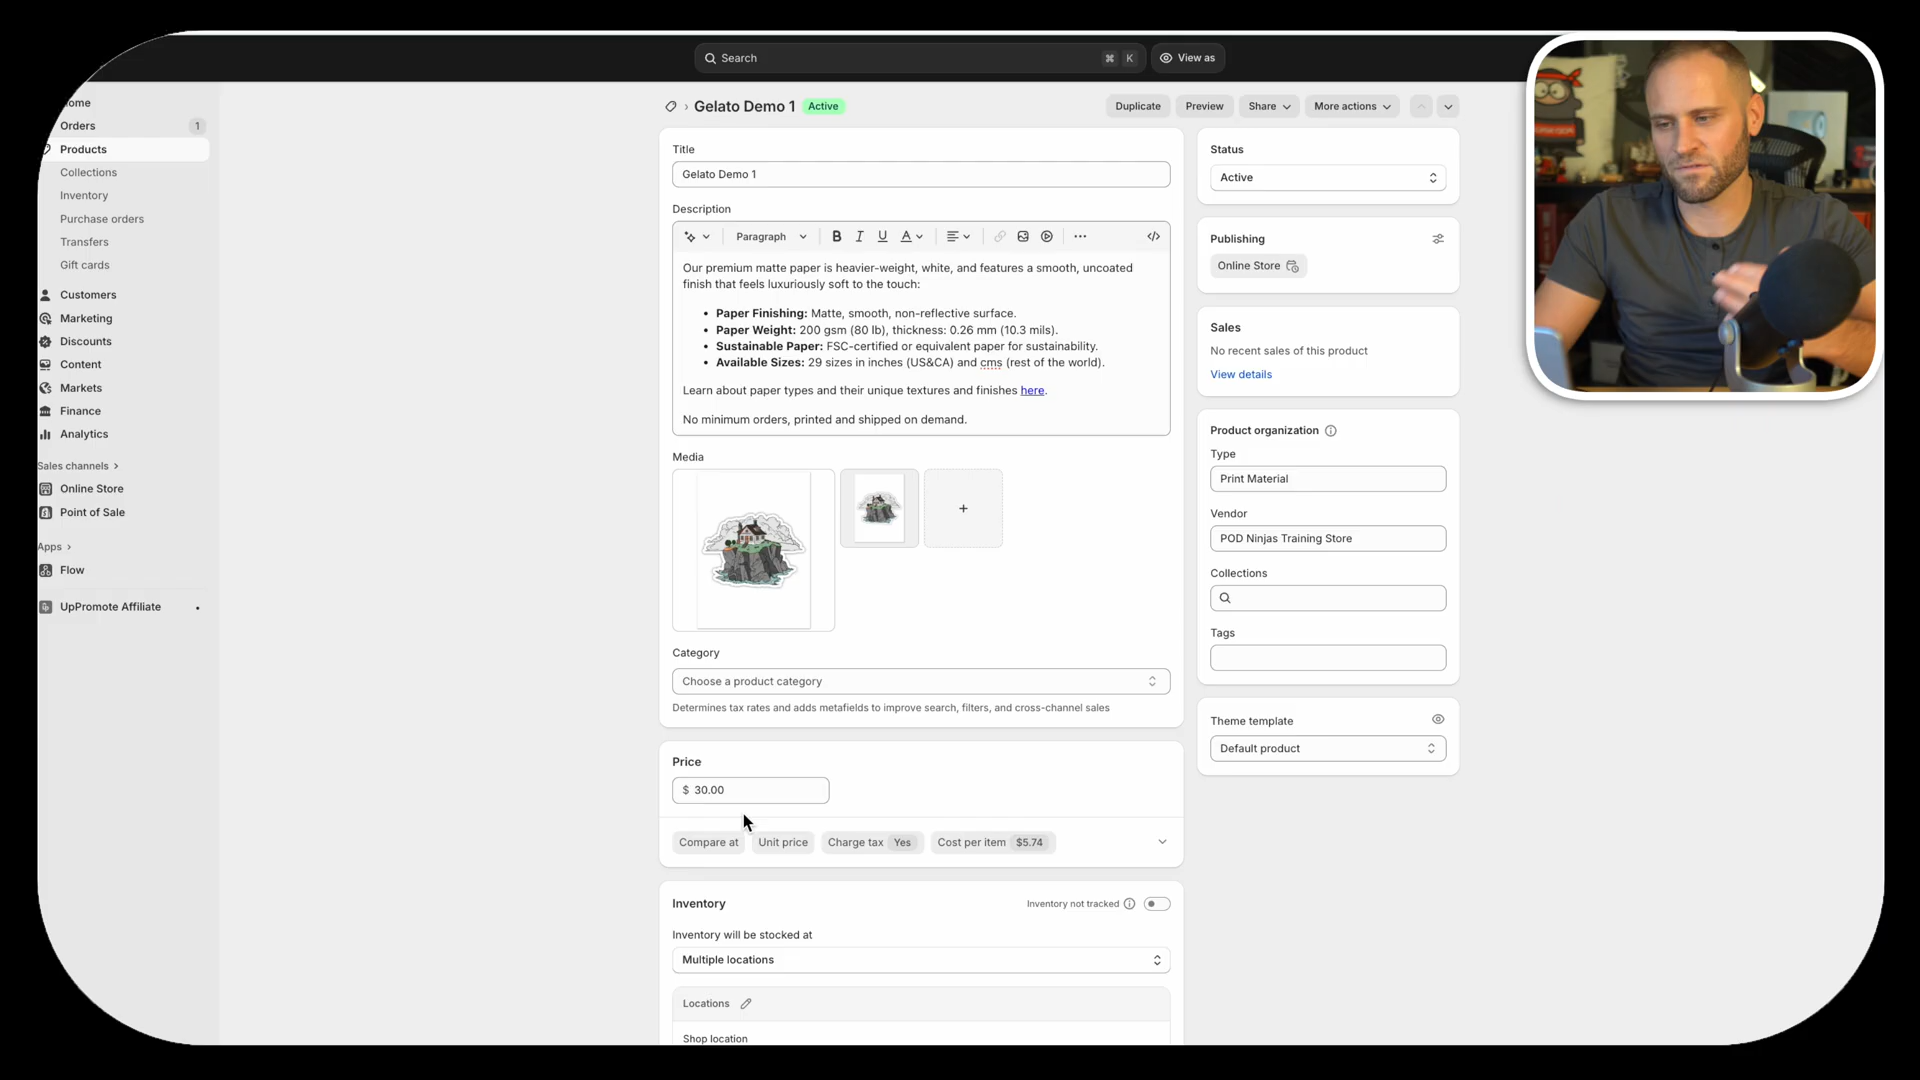 Search
⌘ K
View as
ome
Orders 1
Products
Collections
Inventory
Purchase orders
Transfers
Gift cards
Customers
Marketing
Discounts
Content
Markets
Finance
Analytics
Sales channels
Online Store
Point of Sale
Apps
Flow
UpPromote Affiliate
Gelato Demo 1 Active
Duplicate Preview Share More actions
Title
Gelato Demo 1
Description
Paragraph B I U A
Our premium matte paper is heavier-weight, white, and features a smooth, uncoated
finish that feels luxuriously soft to the touch:
• Paper Finishing: Matte, smooth, non-reflective surface.
• Paper Weight: 200 gsm (80 lb), thickness: 0.26 mm (10.3 mils).
• Sustainable Paper: FSC-certified or equivalent paper for sustainability.
• Available Sizes: 29 sizes in inches (US&CA) and cms (rest of the world).
Learn about paper types and their unique textures and finishes here.
No minimum orders, printed and shipped on demand.
Media
+
Category
Choose a product category
Determines tax rates and adds metafields to improve search, filters, and cross-channel sales
Price
$ 30.00
Compare at Unit price Charge tax Yes Cost per item $5.74
Inventory
Inventory not tracked
Inventory will be stocked at
Multiple locations
Locations
Shop location
Status
Active
Publishing
Online Store
Sales
No recent sales of this product
View details
Product organization
Type
Print Material
Vendor
POD Ninjas Training Store
Collections
Tags
Theme template
Default product